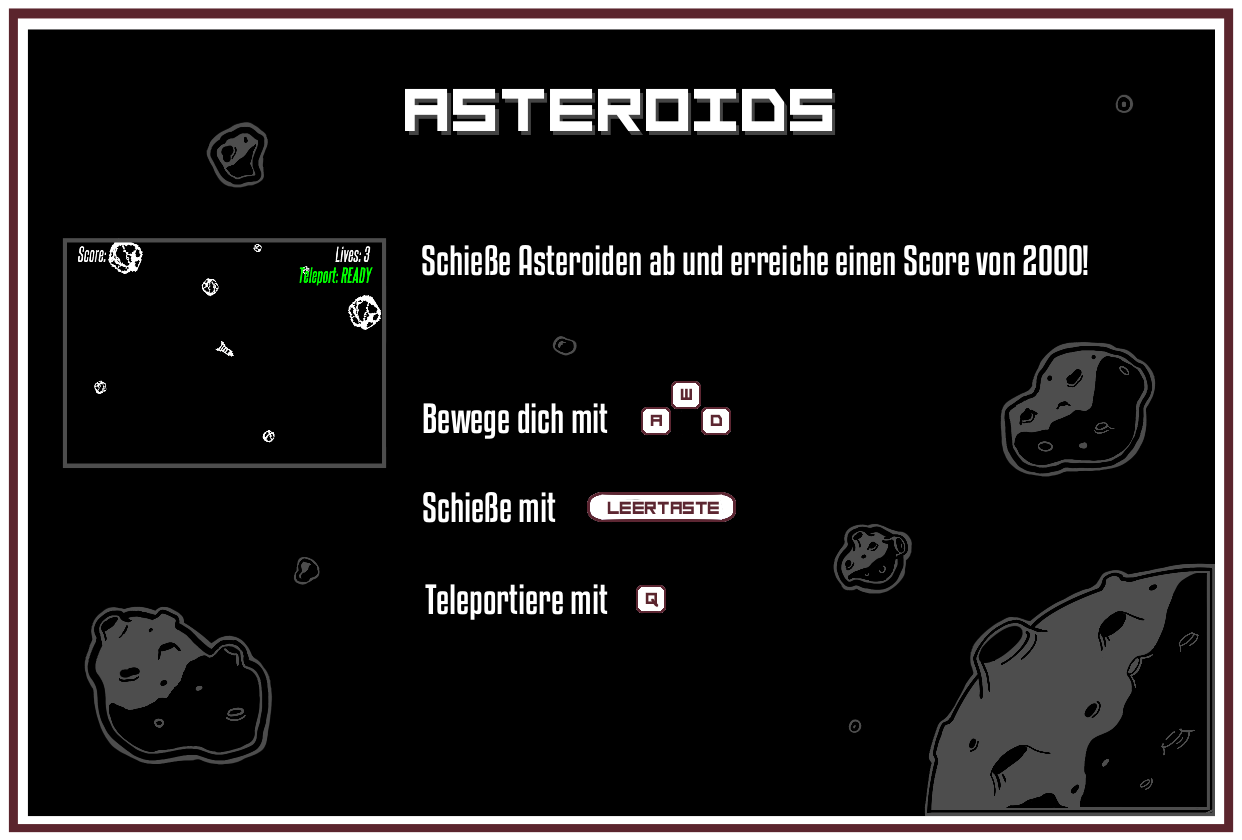 ASTEROIDS
Score:
Lives: 3
Teleport: READY
Schieße Asteroiden ab und erreiche einen Score von 2000!
Bewege dich mit W A D
Schieße mit LEERTASTE
Teleportiere mit Q